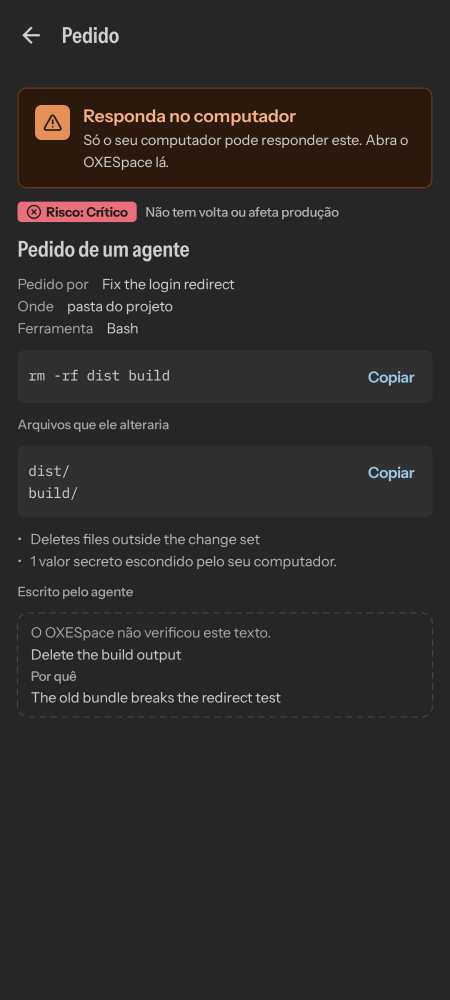 Pedido
Responda no computador
Só o seu computador pode responder este. Abra o
OXESpace lá.
Risco: Crítico Não tem volta ou afeta produção
Pedido de um agente
Pedido por Fix the login redirect
Onde pasta do projeto
Ferramenta Bash
rm -rf dist build Copiar
Arquivos que ele alteraria
dist/ Copiar
build/
• Deletes files outside the change set
• 1 valor secreto escondido pelo seu computador.
Escrito pelo agente
O OXESpace não verificou este texto.
Delete the build output
Por quê
The old bundle breaks the redirect test